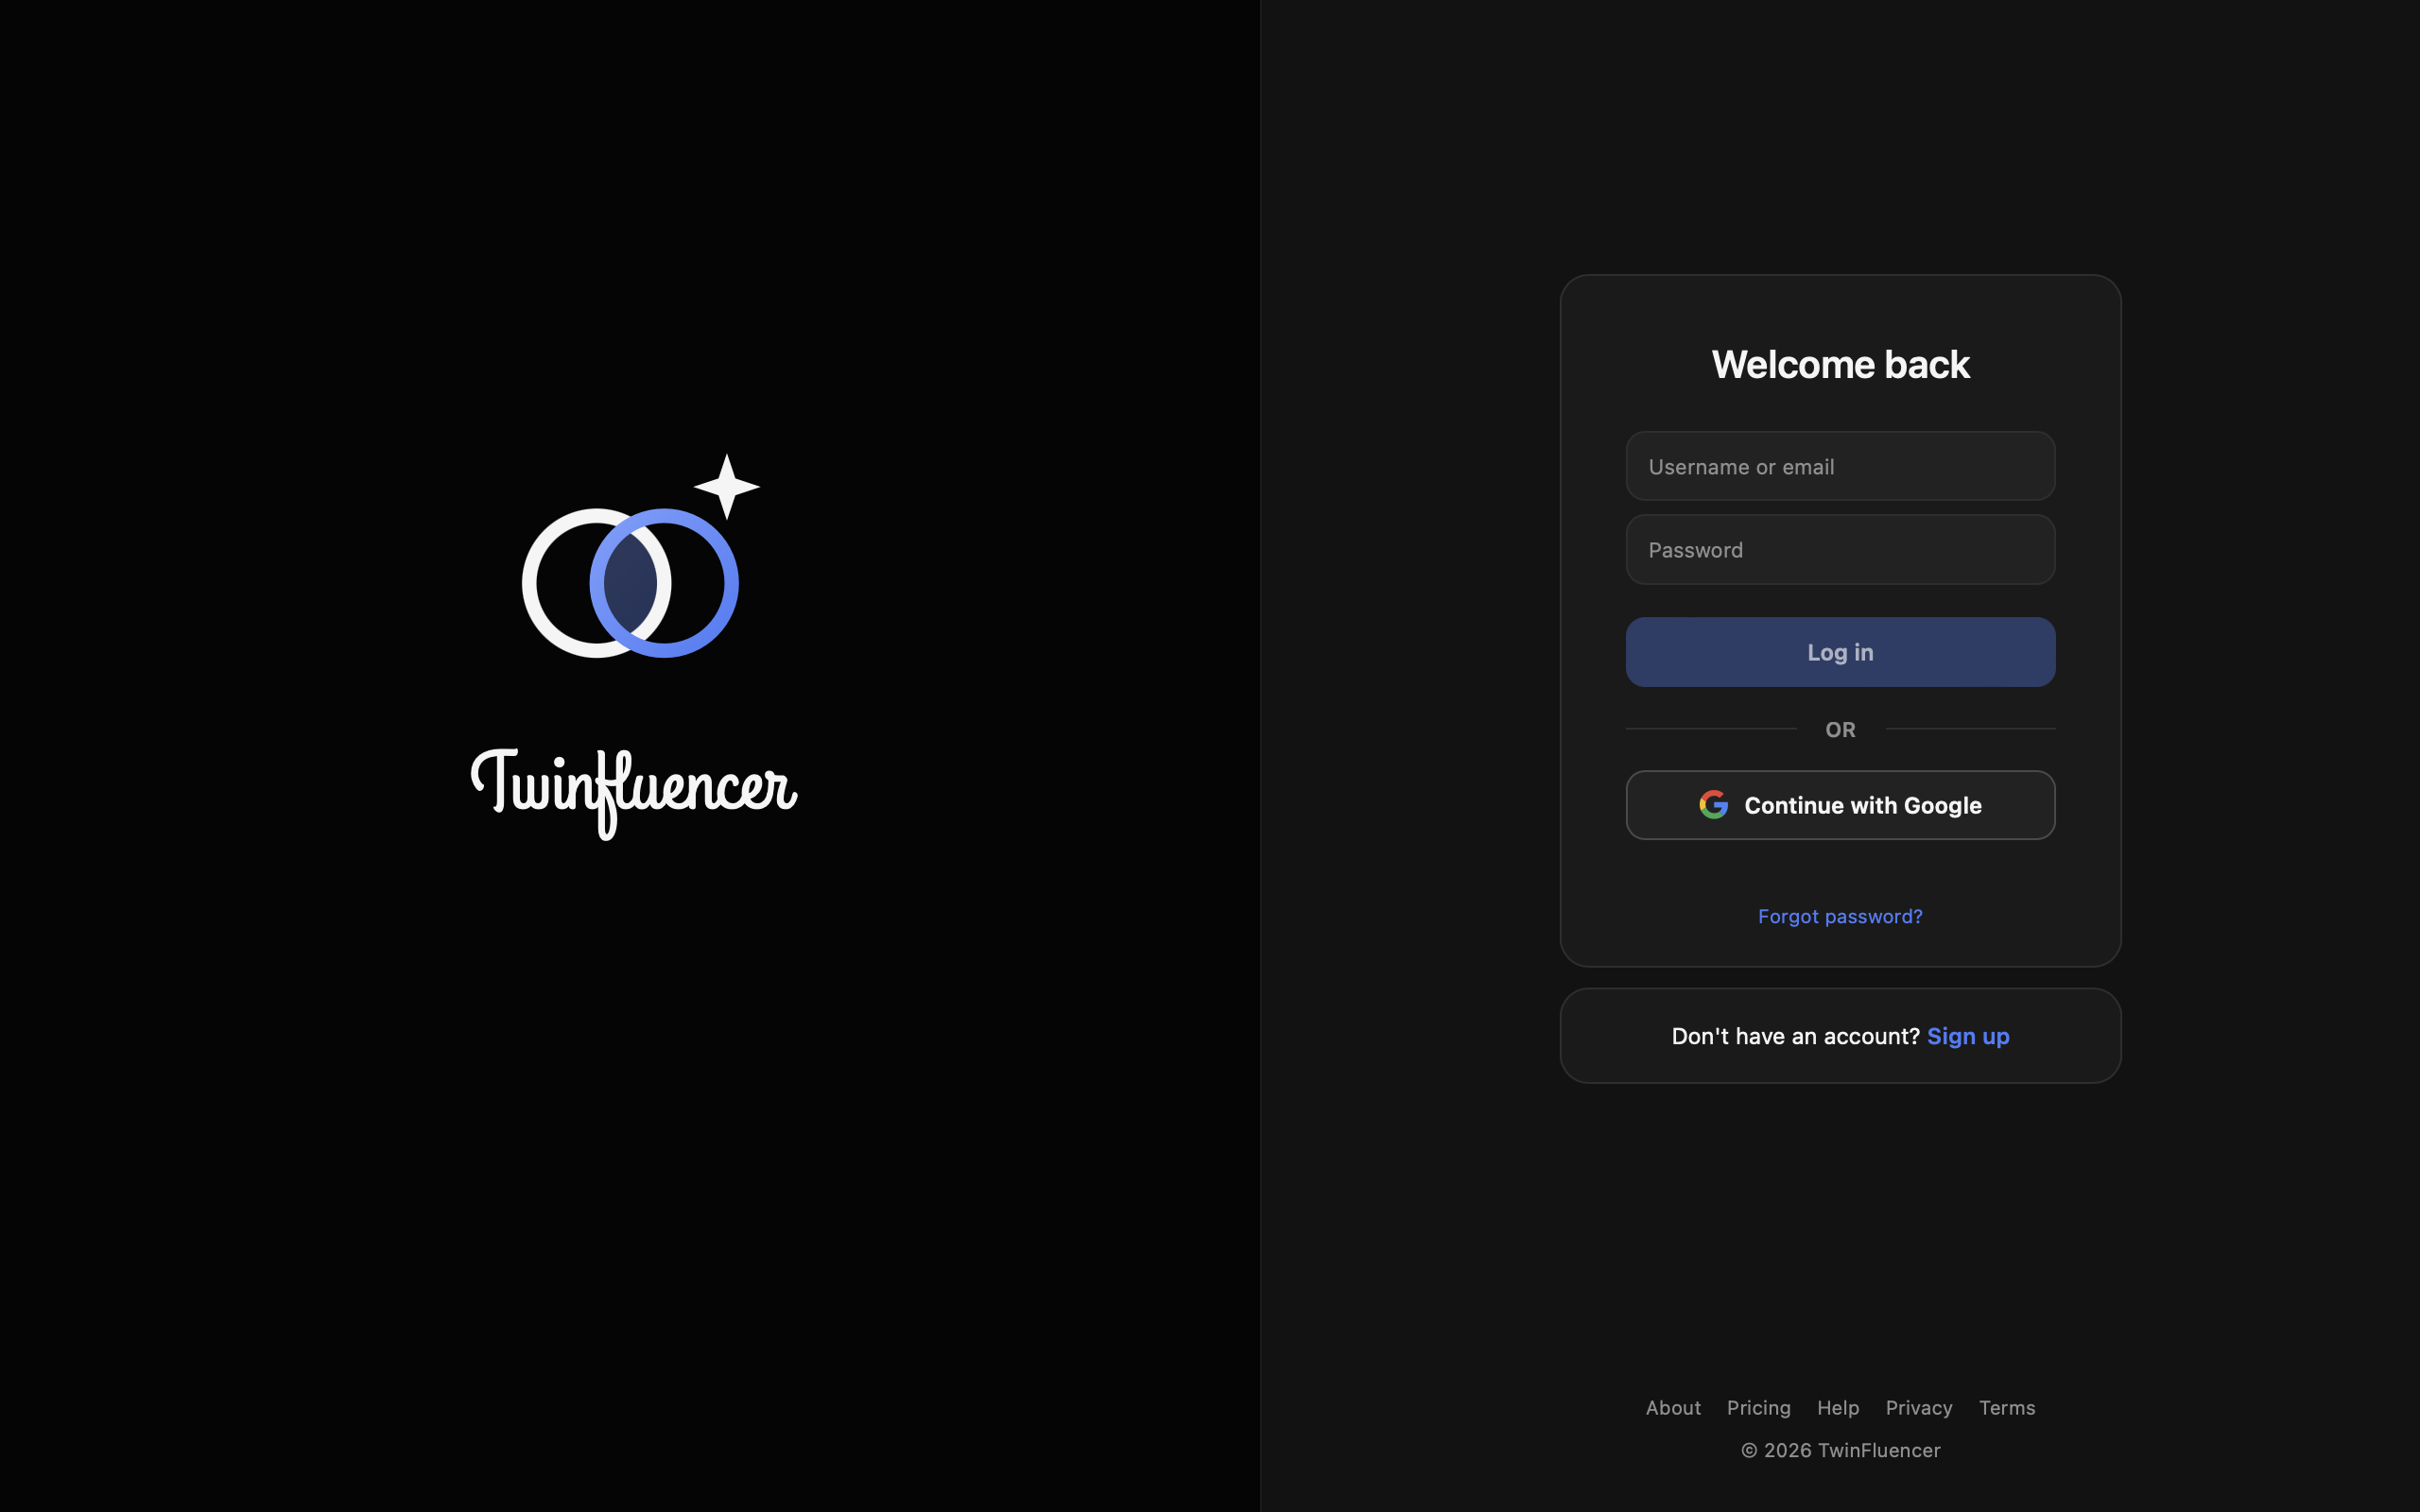 Twinfluencer
Welcome back
Username or email
Password
Log in
OR
Continue with Google
Forgot password?
Don't have an account? Sign up
About Pricing Help Privacy Terms
© 2026 TwinFluencer